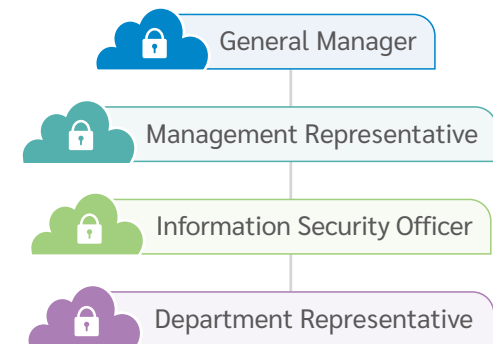 General Manager
Management Representative
Information Security Officer
Department Representative